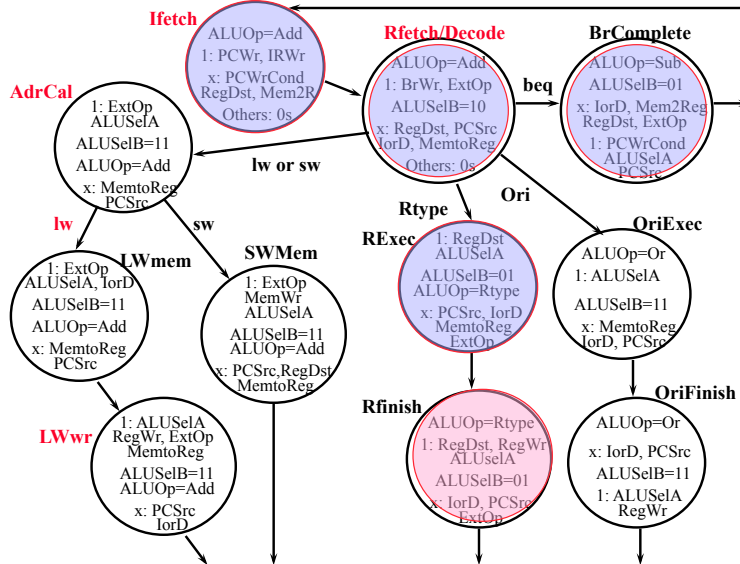 Ifetch
ALUOp=Add
1: PCWr, IRWr
x: PCWrCond
RegDst, Mem2R
Others: 0s
Rfetch/Decode
ALUOp=Add
1: BrWr, ExtOp
ALUSelB=10
x: RegDst, PCSrc
IorD, MemtoReg
Others: 0s
beq
BrComplete
ALUOp=Sub
ALUSelB=01
x: IorD, Mem2Reg
RegDst, ExtOp
1: PCWrCond
ALUSelA
PCSrc
AdrCal
1: ExtOp
ALUSelA
ALUSelB=11
ALUOp=Add
x: MemtoReg
PCSrc
lw or sw
lw
sw
Rtype
Ori
LWmem
1: ExtOp
ALUSelA, IorD
ALUSelB=11
ALUOp=Add
x: MemtoReg
PCSrc
SWMem
1: ExtOp
MemWr
ALUSelA
ALUSelB=11
ALUOp=Add
x: PCSrc,RegDst
MemtoReg
RExec
1: RegDst
ALUSelA
ALUSelB=01
ALUOp=Rtype
x: PCSrc, IorD
MemtoReg
ExtOp
OriExec
ALUOp=Or
1: ALUSelA
ALUSelB=11
x: MemtoReg
IorD, PCSrc
LWwr
1: ALUSelA
RegWr, ExtOp
MemtoReg
ALUSelB=11
ALUOp=Add
x: PCSrc
IorD
Rfinish
ALUOp=Rtype
1: RegDst, RegWr
ALUselA
ALUSelB=01
x: IorD, PCSrc
ExtOp
OriFinish
ALUOp=Or
x: IorD, PCSrc
ALUSelB=11
1: ALUSelA
RegWr